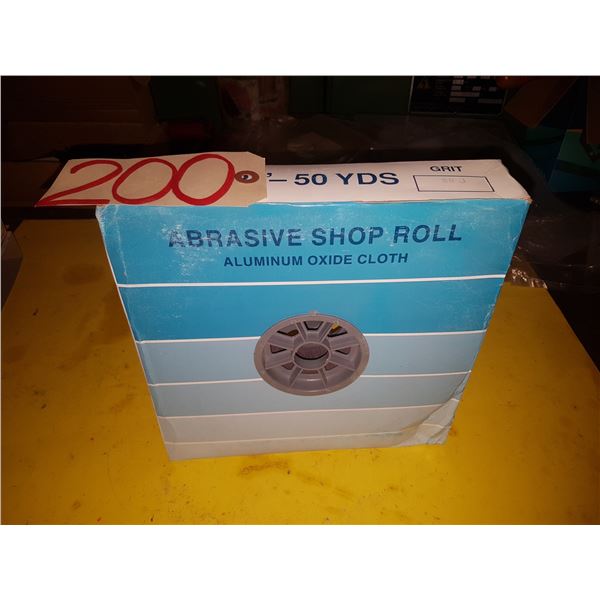 200
"– 50 YDS
GRIT
ABRASIVE SHOP ROLL
ALUMINUM OXIDE CLOTH